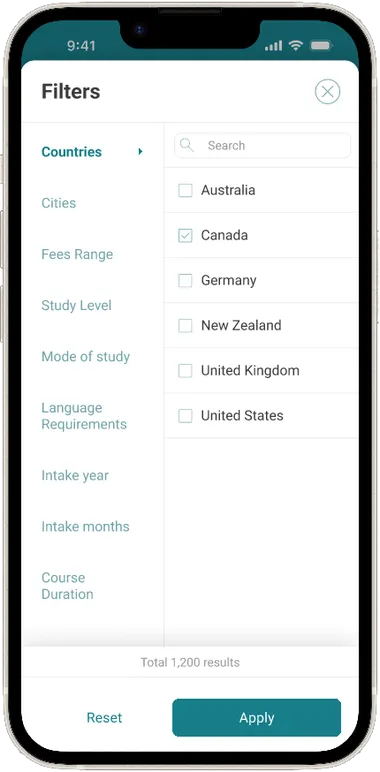 9:41
Filters
Countries
Cities
Fees Range
Study Level
Mode of study
Language
Requirements
Intake year
Intake months
Course
Duration
Search
Australia
Canada
Germany
New Zealand
United Kingdom
United States
Total 1,200 results
Reset
Apply